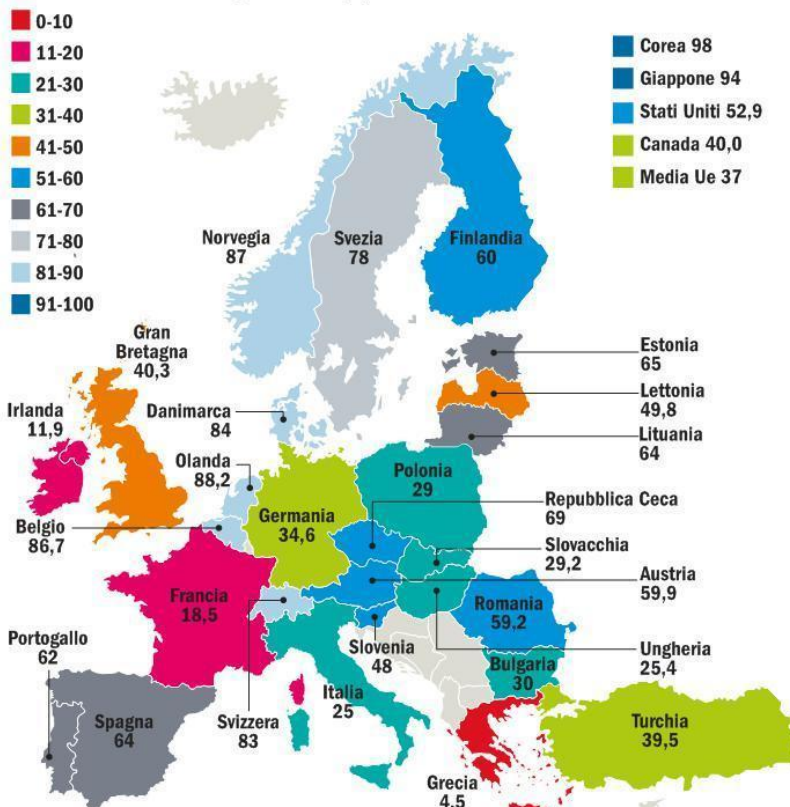 0-10
11-20
21-30
31-40
41-50
51-60
61-70
71-80
81-90
91-100
Corea 98
Giappone 94
Stati Uniti 52,9
Canada 40,0
Media Ue 37
Norvegia
87
Svezia
78
Finlandia
60
Gran
Bretagna
40,3
Estonia
65
Lettonia
49,8
Lituania
64
Irlanda
11,9
Danimarca
84
Olanda
88,2
Belgio
86,7
Germania
34,6
Polonia
29
Repubblica Ceca
69
Slovacchia
29,2
Austria
59,9
Francia
18,5
Romania
59,2
Ungheria
25,4
Portogallo
62
Slovenia
48
Bulgaria
30
Spagna
64
Svizzera
83
Italia
25
Turchia
39,5
Grecia
4,5